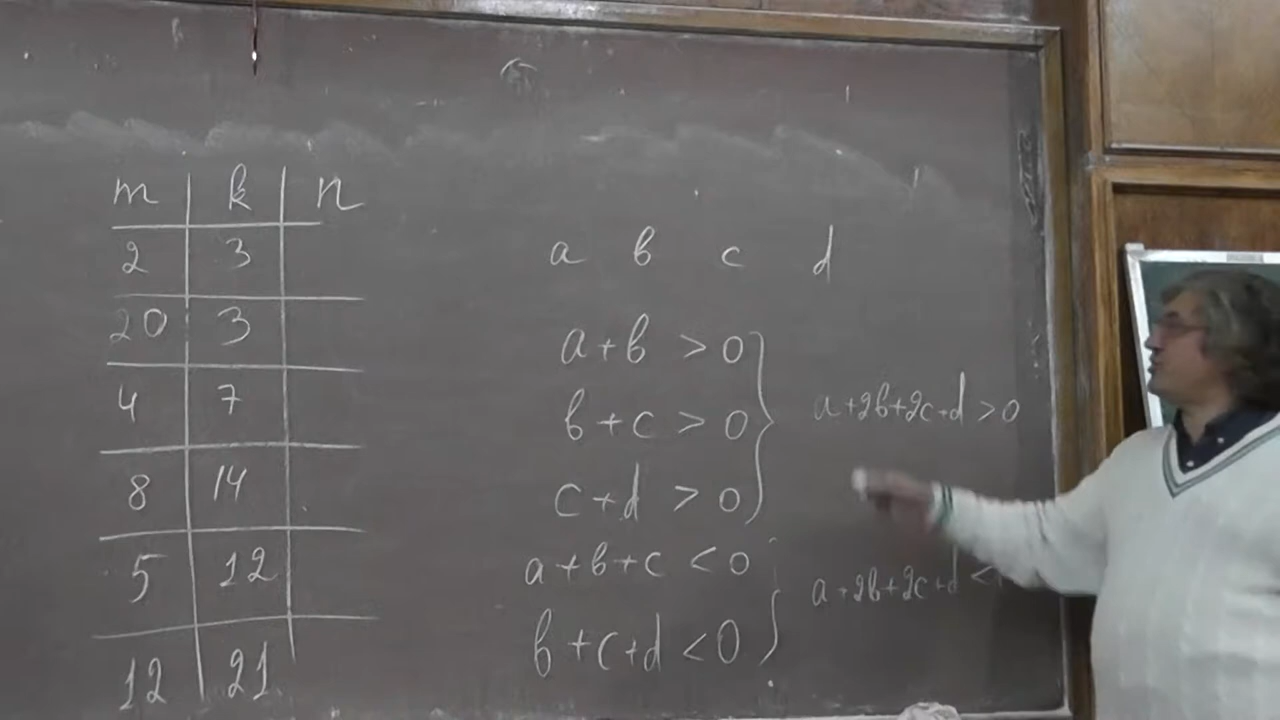 m k n
2 3
20 3
4 7
8 14
5 12
12 21
a b c d
a+b > 0
b+c > 0
c+d > 0
a+2b+2c+d > 0
a+b+c < 0
b+c+d < 0
a+2b+2c+d <